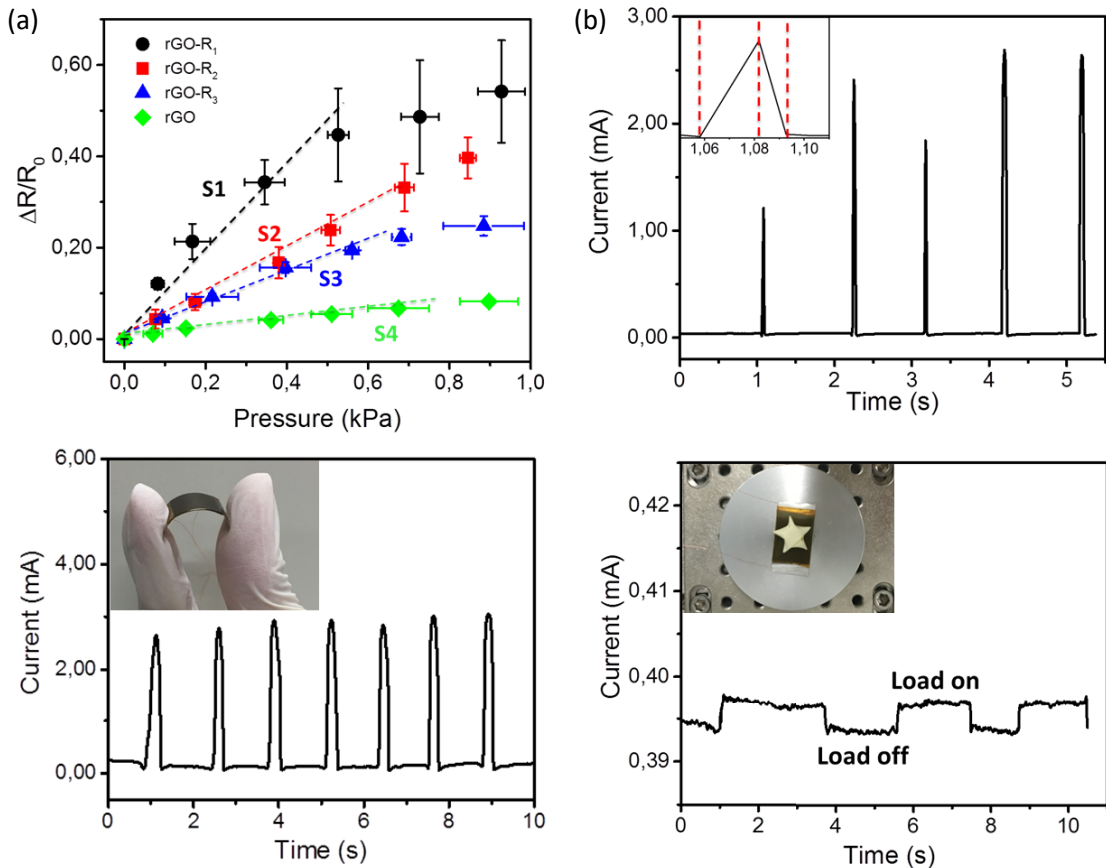 (a)
rGO-R1
rGO-R2
rGO-R3
rGO
S1
S2
S3
S4
0,60
0,40
0,20
0,00
ΔR/R0
0,0 0,2 0,4 0,6 0,8 1,0
Pressure (kPa)
(b)
3,00
2,00
1,00
0,00
Current (mA)
1,06 1,08 1,10
0 1 2 3 4 5
Time (s)
6,00
4,00
2,00
0,00
Current (mA)
0 2 4 6 8 10
Time (s)
0,42
0,41
0,40
0,39
Current (mA)
Load on
Load off
0 2 4 6 8 10
Time (s)